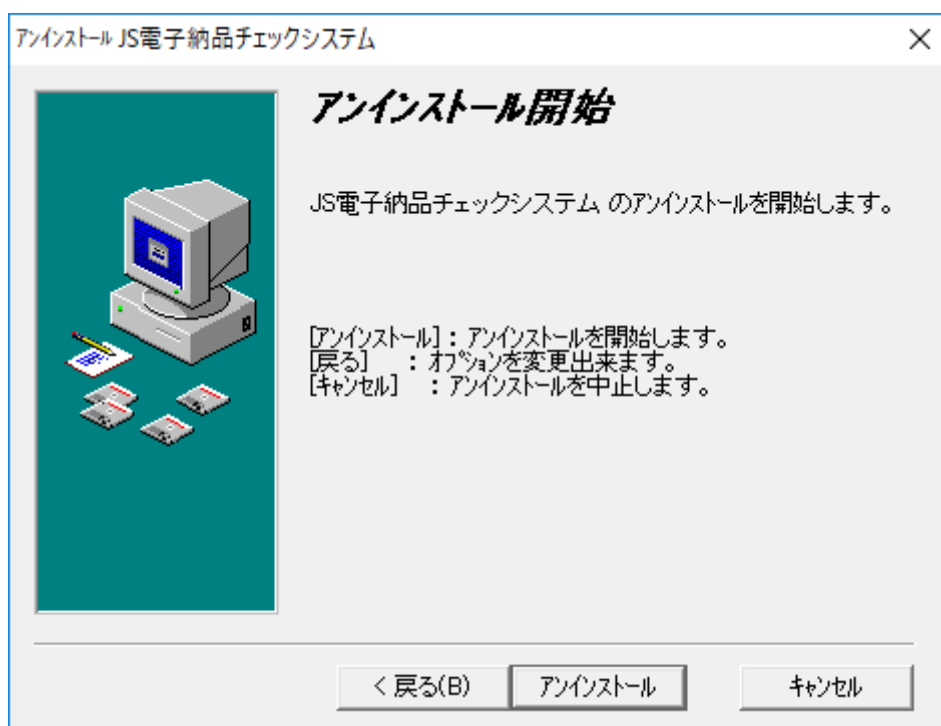 ｱﾝｲﾝｽﾄｰﾙ JS電子納品チェックシステム
アンインストール開始
JS電子納品チェックシステム のｱﾝｲﾝｽﾄｰﾙを開始します。
[ｱﾝｲﾝｽﾄｰﾙ]：ｱﾝｲﾝｽﾄｰﾙを開始します。
[戻る]　：ｵﾌﾟｼｮﾝを変更出来ます。
[ｷｬﾝｾﾙ]　：ｱﾝｲﾝｽﾄｰﾙを中止します。
< 戻る(B)
ｱﾝｲﾝｽﾄｰﾙ
ｷｬﾝｾﾙ